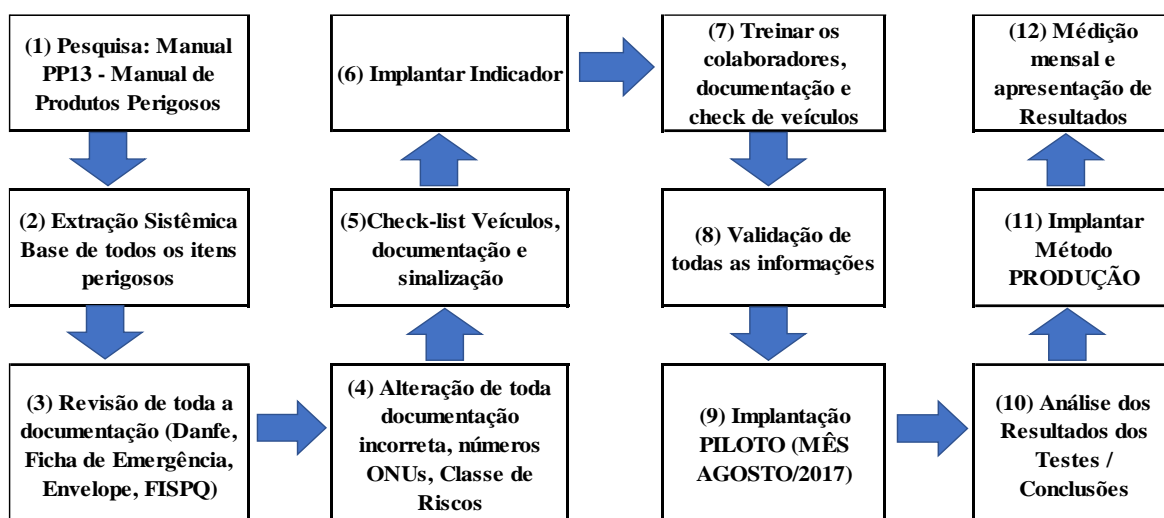 (1) Pesquisa: Manual
PP13 - Manual de
Produtos Perigosos
(2) Extração Sistêmica
Base de todos os itens
perigosos
(3) Revisão de toda a
documentação (Danfe,
Ficha de Emergência,
Envelope, FISPQ)
(4) Alteração de toda
documentação
incorreta, números
ONUs, Classe de
Riscos
(5)Check-list Veículos,
documentação e
sinalização
(6) Implantar Indicador
(7) Treinar os
colaboradores,
documentação e
check de veículos
(8) Validação de
todas as informações
(9) Implantação
PILOTO (MÊS
AGOSTO/2017)
(10) Análise dos
Resultados dos
Testes /
Conclusões
(11) Implantar
Método
PRODUÇÃO
(12) Médição
mensal e
apresentação de
Resultados